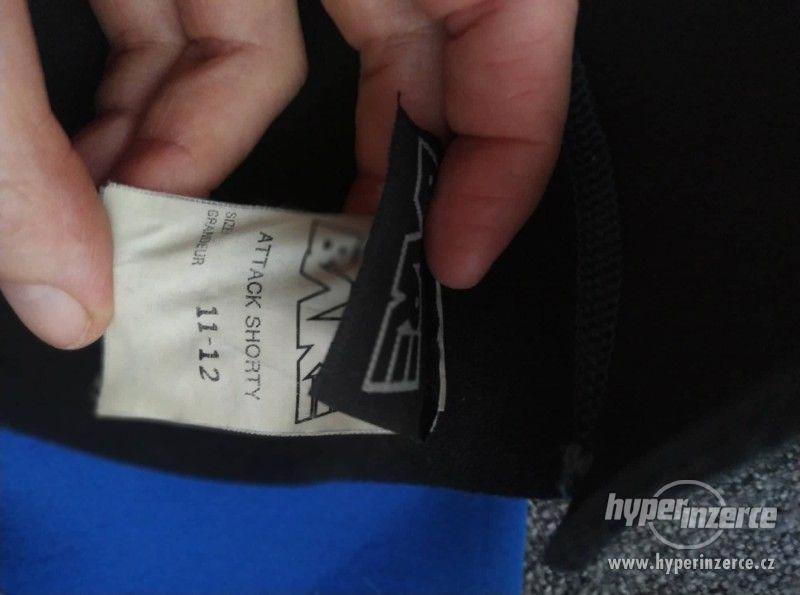 ATTACK SHORTY
SIZE
GRANDEUR
11-12
hyperinzerce
www.hyperinzerce.cz